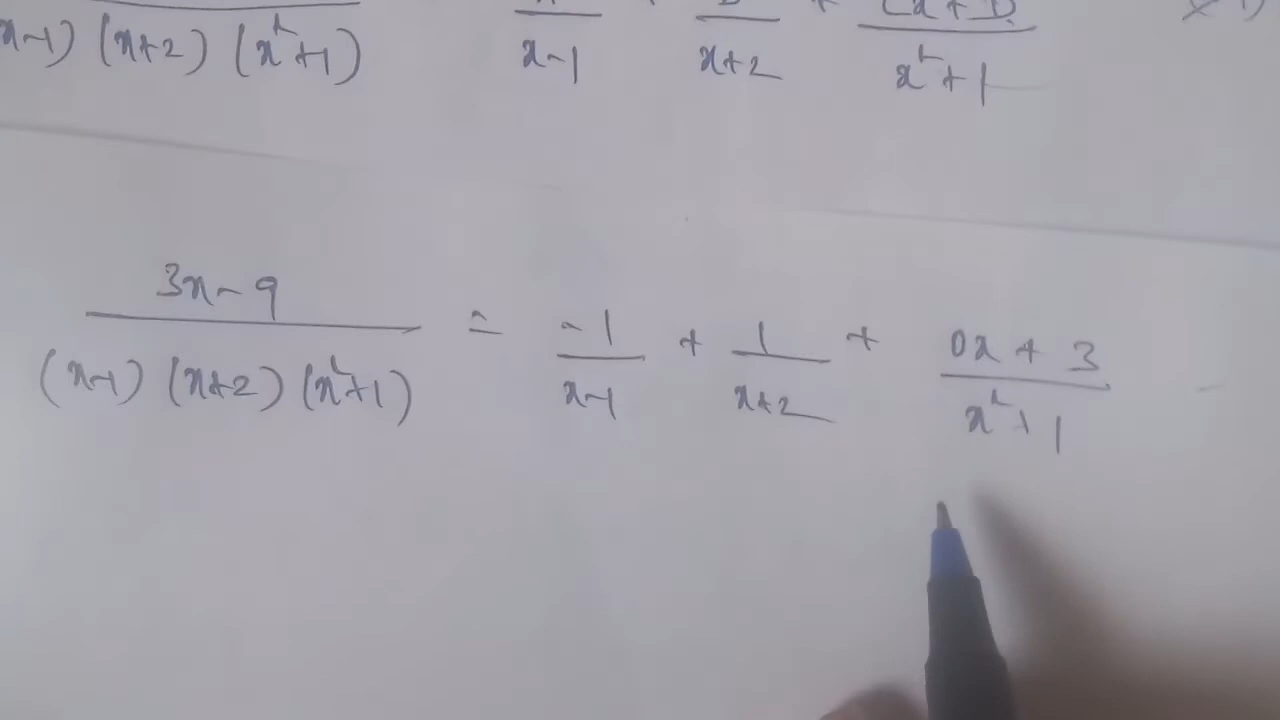 x-1) (x+2) (x²+1) x-1 + x+2 + Cx+D/x²+1
3x-9 / (x-1) (x+2) (x²+1) = -1/x-1 + 1/x+2 + 0x+3/x²+1